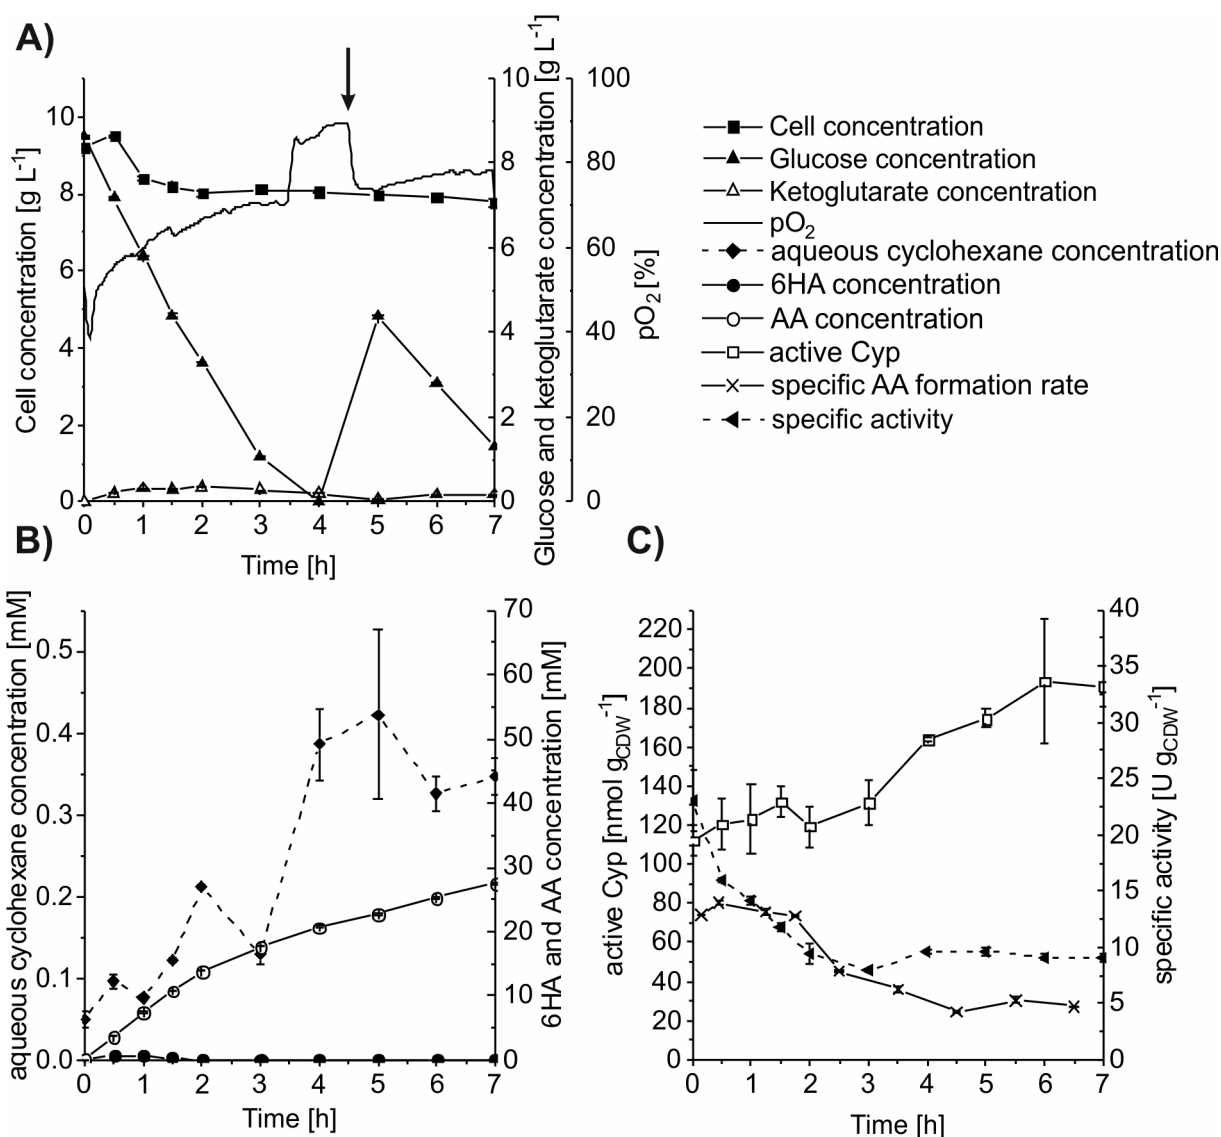 A)
Cell concentration [g L-1]
10
8
6
4
2
0
0 1 2 3 4 5 6 7
Time [h]
10
8
6
4
2
0
Glucose and ketoglutarate concentration [g L-1]
100
80
60
40
20
0
pO2 [%]
Cell concentration
Glucose concentration
Ketoglutarate concentration
pO2
aqueous cyclohexane concentration
6HA concentration
AA concentration
active Cyp
specific AA formation rate
specific activity
B)
aqueous cyclohexane concentration [mM]
0.5
0.4
0.3
0.2
0.1
0.0
0 1 2 3 4 5 6 7
Time [h]
70
60
50
40
30
20
10
0
6HA and AA concentration [mM]
C)
active Cyp [nmol gCDW-1]
220
200
180
160
140
120
100
80
60
40
20
0
0 1 2 3 4 5 6 7
Time [h]
40
35
30
25
20
15
10
5
0
specific activity [U gCDW-1]